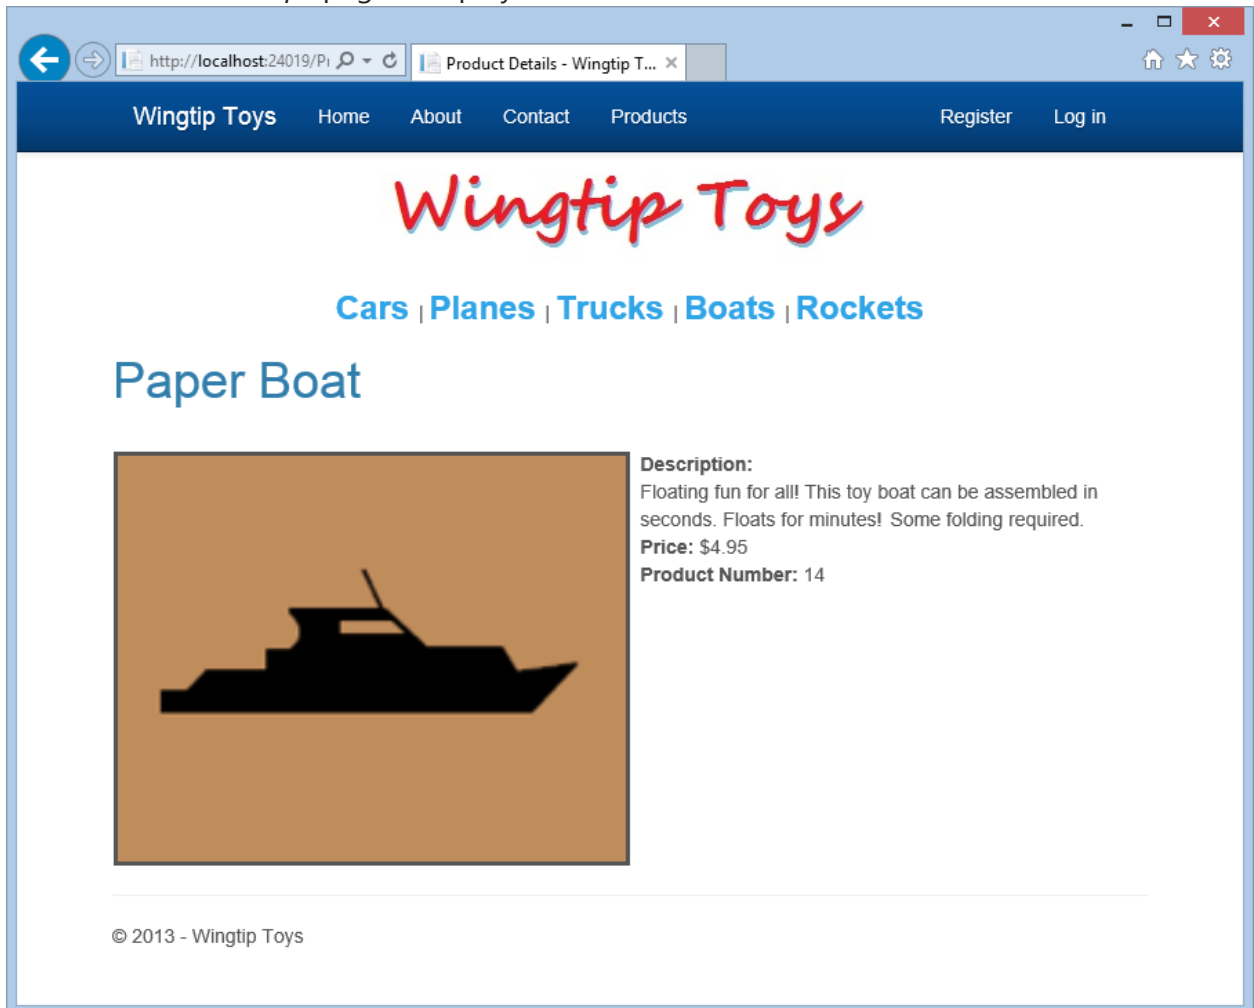 http://localhost:24019/P
Product Details - Wingtip T...
Wingtip Toys Home About Contact Products Register Log in
Wingtip Toys
Cars | Planes | Trucks | Boats | Rockets
Paper Boat
Description:
Floating fun for all! This toy boat can be assembled in
seconds. Floats for minutes! Some folding required.
Price: $4.95
Product Number: 14
© 2013 - Wingtip Toys